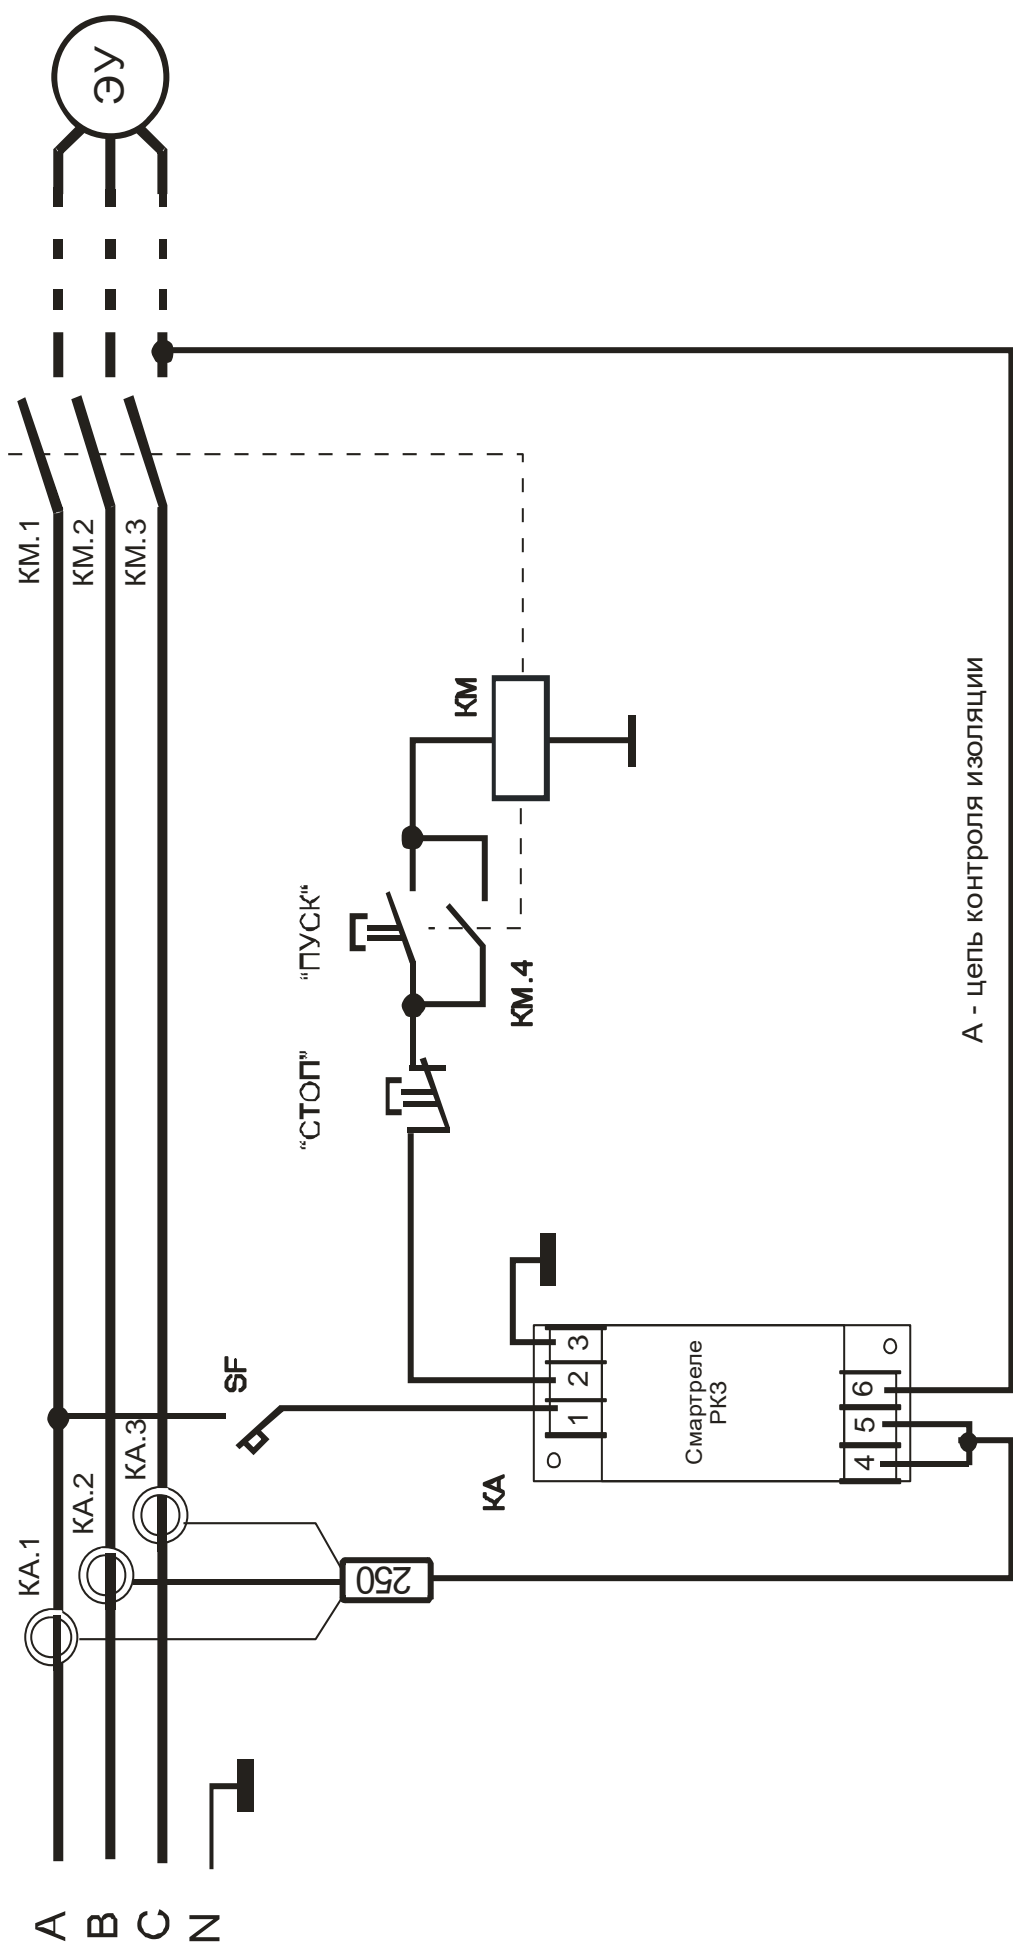 ЭУ
КМ.1
КМ.2
КМ.3
КМ
"ПУСК"
КМ.4
"СТОП"
SF
КА.1
КА.2
КА.3
250
КА
1
2
3
Смартреле
РКЗ
4
5
6
А - цепь контроля изоляции
A
B
C
N